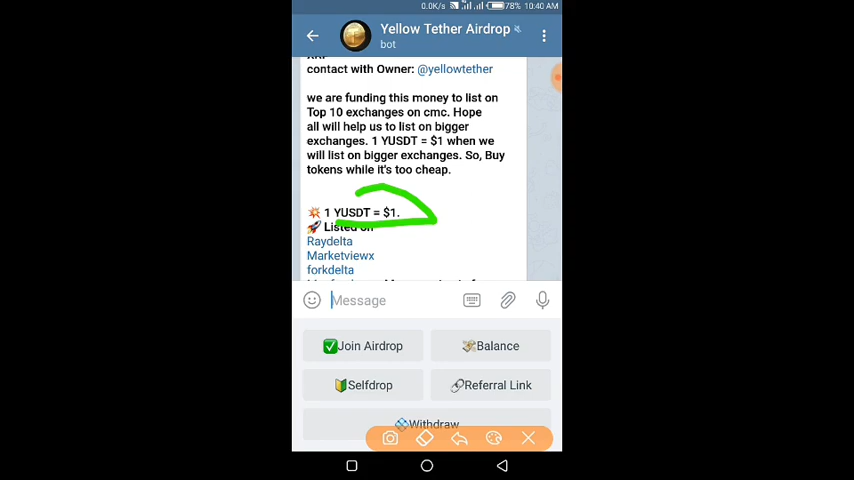 0.0K/s 78% 10:40 AM
Yellow Tether Airdrop
bot
contact with Owner: @yellowtether
we are funding this money to list on
Top 10 exchanges on cmc. Hope
all will help us to list on bigger
exchanges. 1 YUSDT = $1 when we
will list on bigger exchanges. So, Buy
tokens while it's too cheap.
💥 1 YUSDT = $1.
🚀 Listed on
Raydelta
Marketviewx
forkdelta
Message
✅Join Airdrop
💸Balance
🔰Selfdrop
🔗Referral Link
💠Withdraw